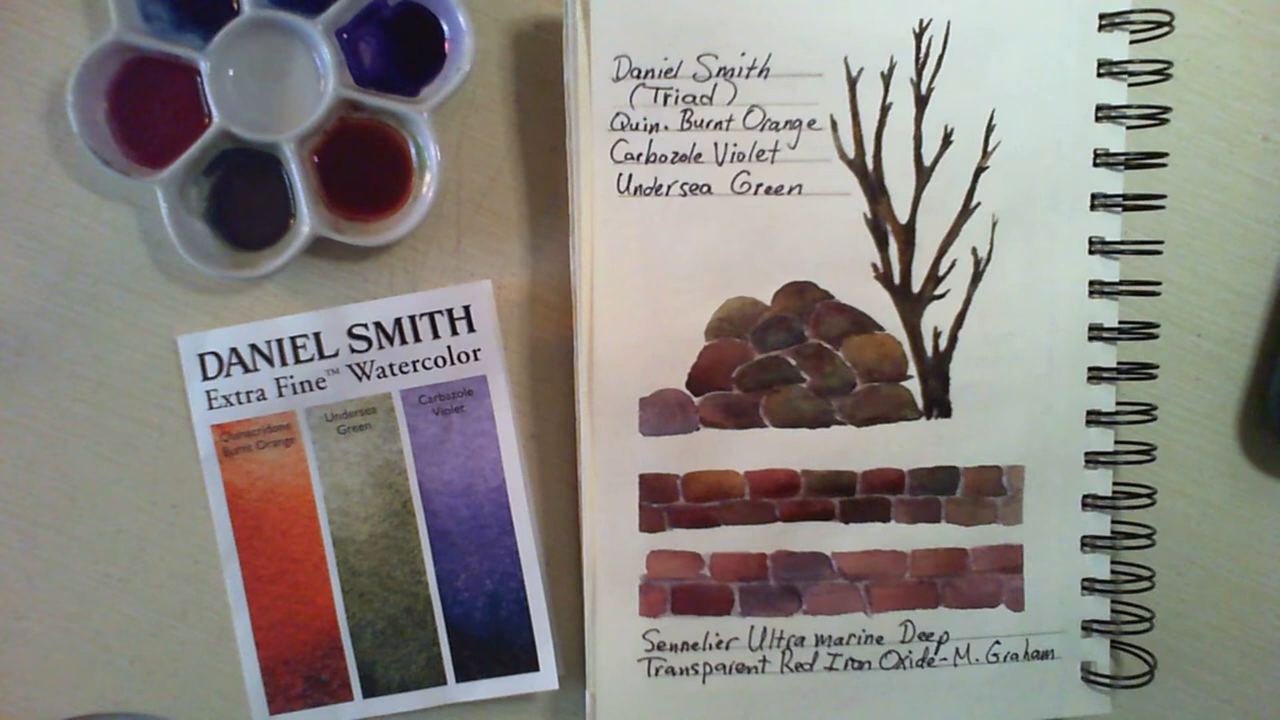 DANIEL SMITH
Extra Fine™ Watercolor
Quinacridone
Burnt Orange
Undersea
Green
Carbazole
Violet
Daniel Smith
(Triad)
Quin. Burnt Orange
Carbozole Violet
Undersea Green
Sennelier Ultramarine Deep
Transparent Red Iron Oxide-M. Graham